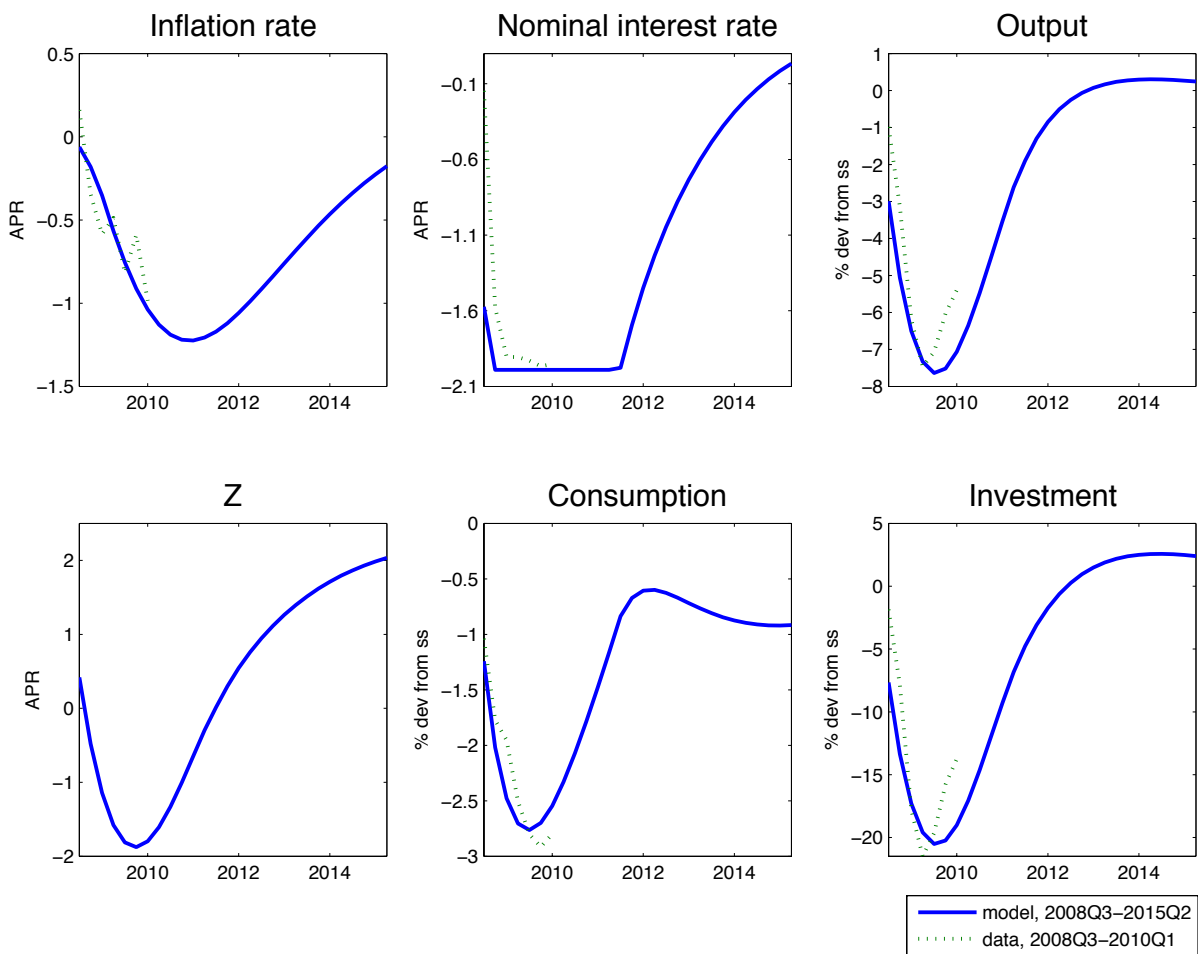 Inflation rate
0.5
0
−0.5
−1
−1.5
APR
2010 2012 2014
Nominal interest rate
−0.1
−0.6
−1.1
−1.6
−2.1
APR
2010 2012 2014
Output
1
0
−1
−2
−3
−4
−5
−6
−7
−8
% dev from ss
2010 2012 2014
Z
2
1
0
−1
−2
APR
2010 2012 2014
Consumption
0
−0.5
−1
−1.5
−2
−2.5
−3
% dev from ss
2010 2012 2014
Investment
5
0
−5
−10
−15
−20
% dev from ss
2010 2012 2014
model, 2008Q3−2015Q2
data, 2008Q3−2010Q1